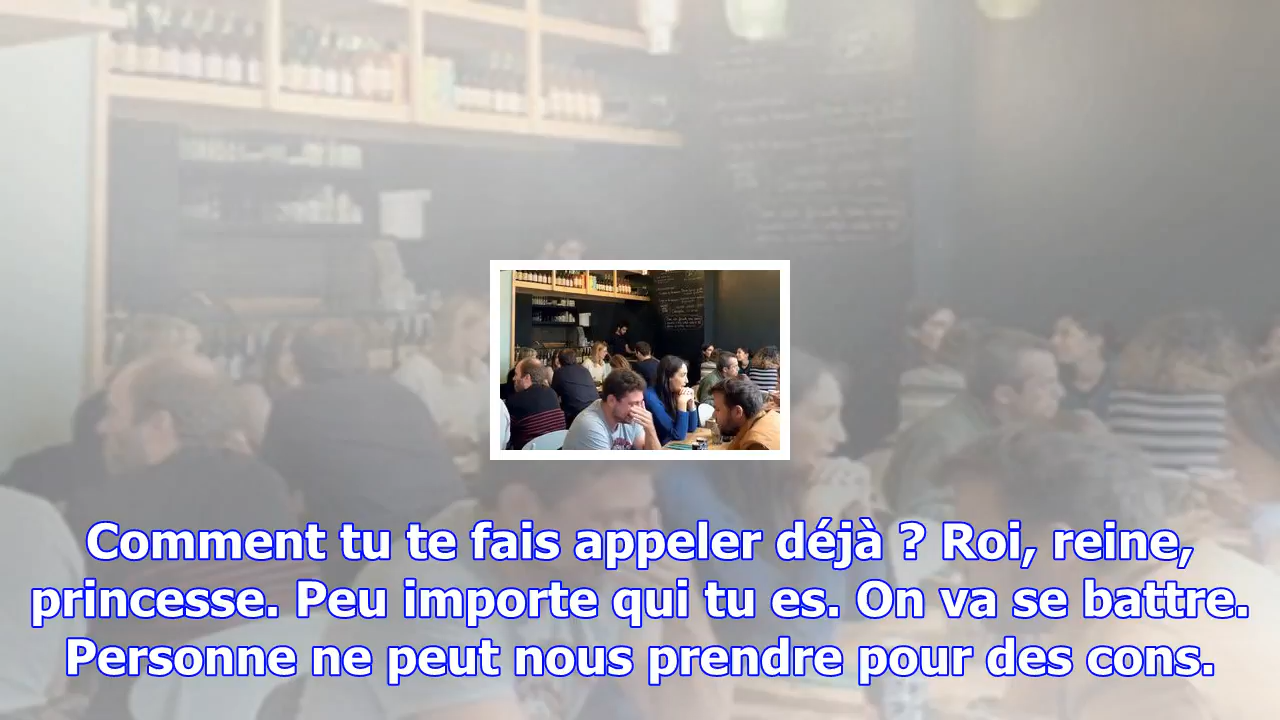 Comment tu te fais appeler déjà ? Roi, reine,
princesse. Peu importe qui tu es. On va se battre.
Personne ne peut nous prendre pour des cons.